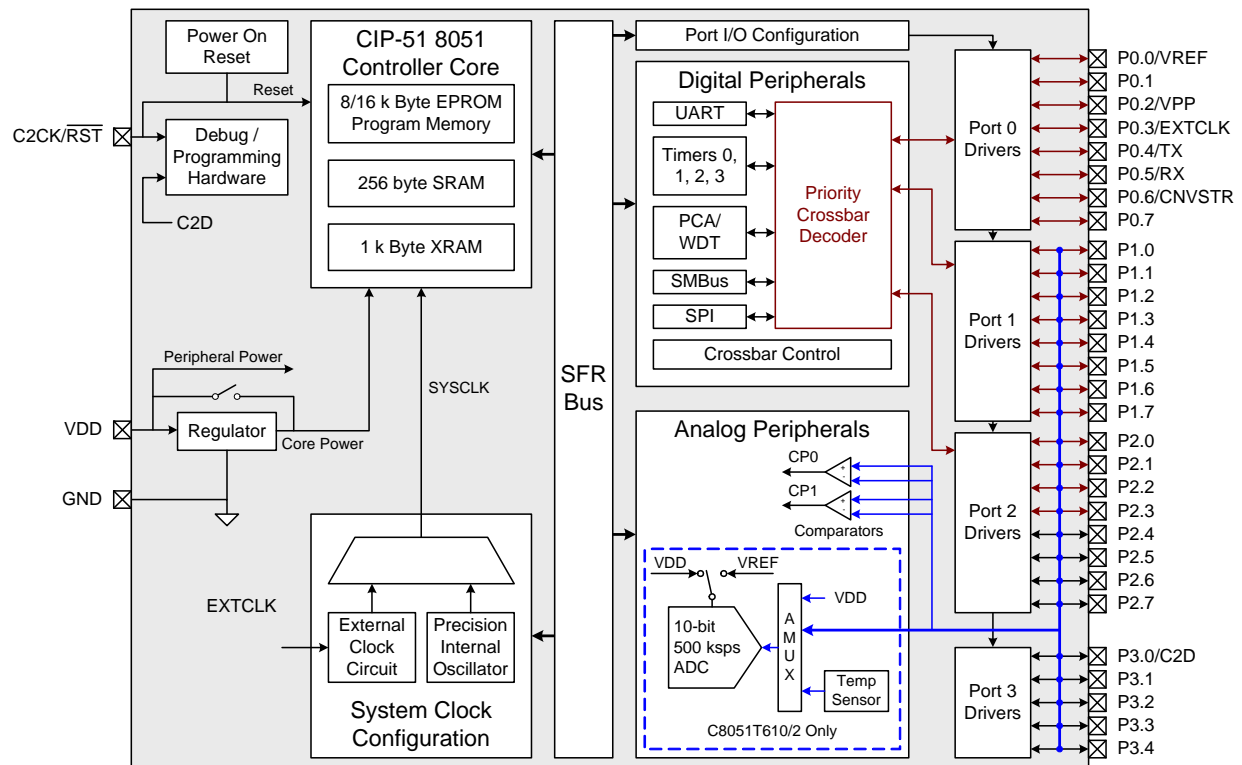 Power On
Reset
Reset
C2CK/RST
Debug /
Programming
Hardware
C2D
CIP-51 8051
Controller Core
8/16 k Byte EPROM
Program Memory
256 byte SRAM
1 k Byte XRAM
Peripheral Power
VDD
Regulator
Core Power
GND
SYSCLK
EXTCLK
External
Clock
Circuit
Precision
Internal
Oscillator
System Clock
Configuration
SFR
Bus
Port I/O Configuration
Digital Peripherals
UART
Timers 0,
1, 2, 3
PCA/
WDT
SMBus
SPI
Priority
Crossbar
Decoder
Crossbar Control
Analog Peripherals
CP0
+
-
CP1
+
-
Comparators
VDD
VREF
10-bit
500 ksps
ADC
A
M
U
X
VDD
Temp
Sensor
C8051T610/2 Only
Port 0
Drivers
Port 1
Drivers
Port 2
Drivers
Port 3
Drivers
P0.0/VREF
P0.1
P0.2/VPP
P0.3/EXTCLK
P0.4/TX
P0.5/RX
P0.6/CNVSTR
P0.7
P1.0
P1.1
P1.2
P1.3
P1.4
P1.5
P1.6
P1.7
P2.0
P2.1
P2.2
P2.3
P2.4
P2.5
P2.6
P2.7
P3.0/C2D
P3.1
P3.2
P3.3
P3.4